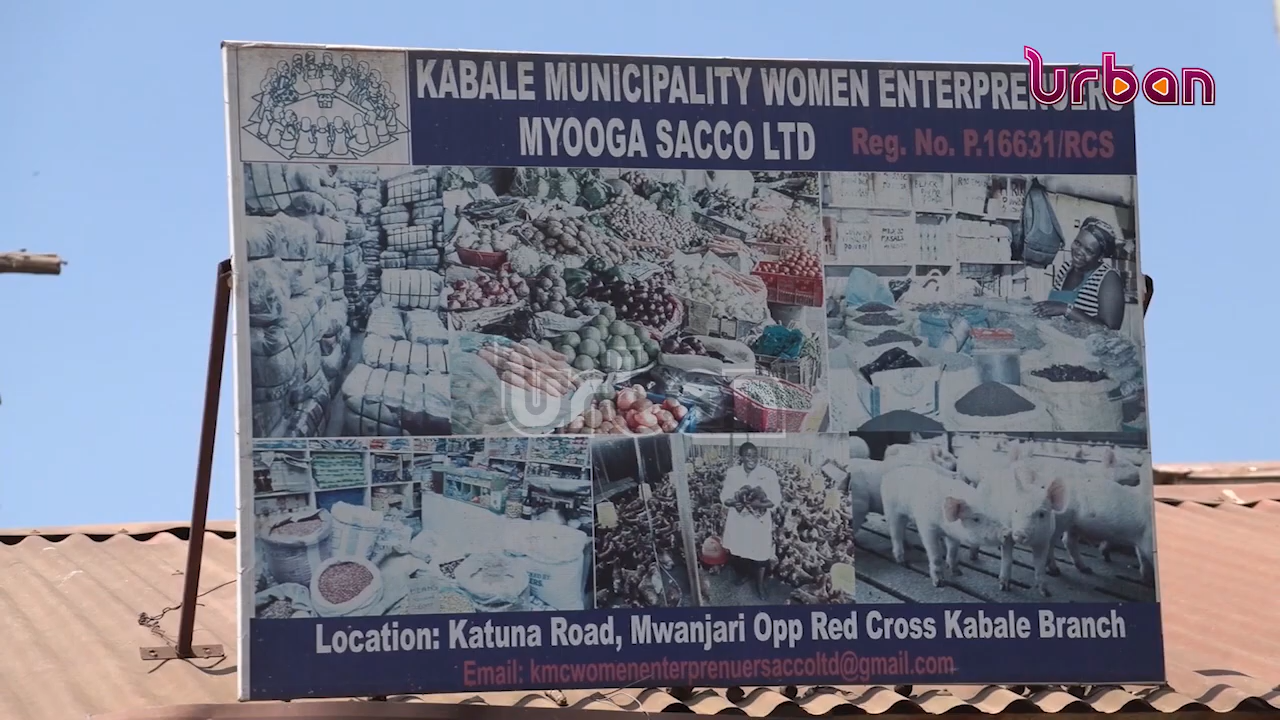 urban
KABALE MUNICIPALITY WOMEN ENTERPRENUERS
MYOOGA SACCO LTD
Reg. No. P.16631/RCS
Location: Katuna Road, Mwanjari Opp Red Cross Kabale Branch
Email: kmcwomenenterprenuersaccoltd@gmail.com